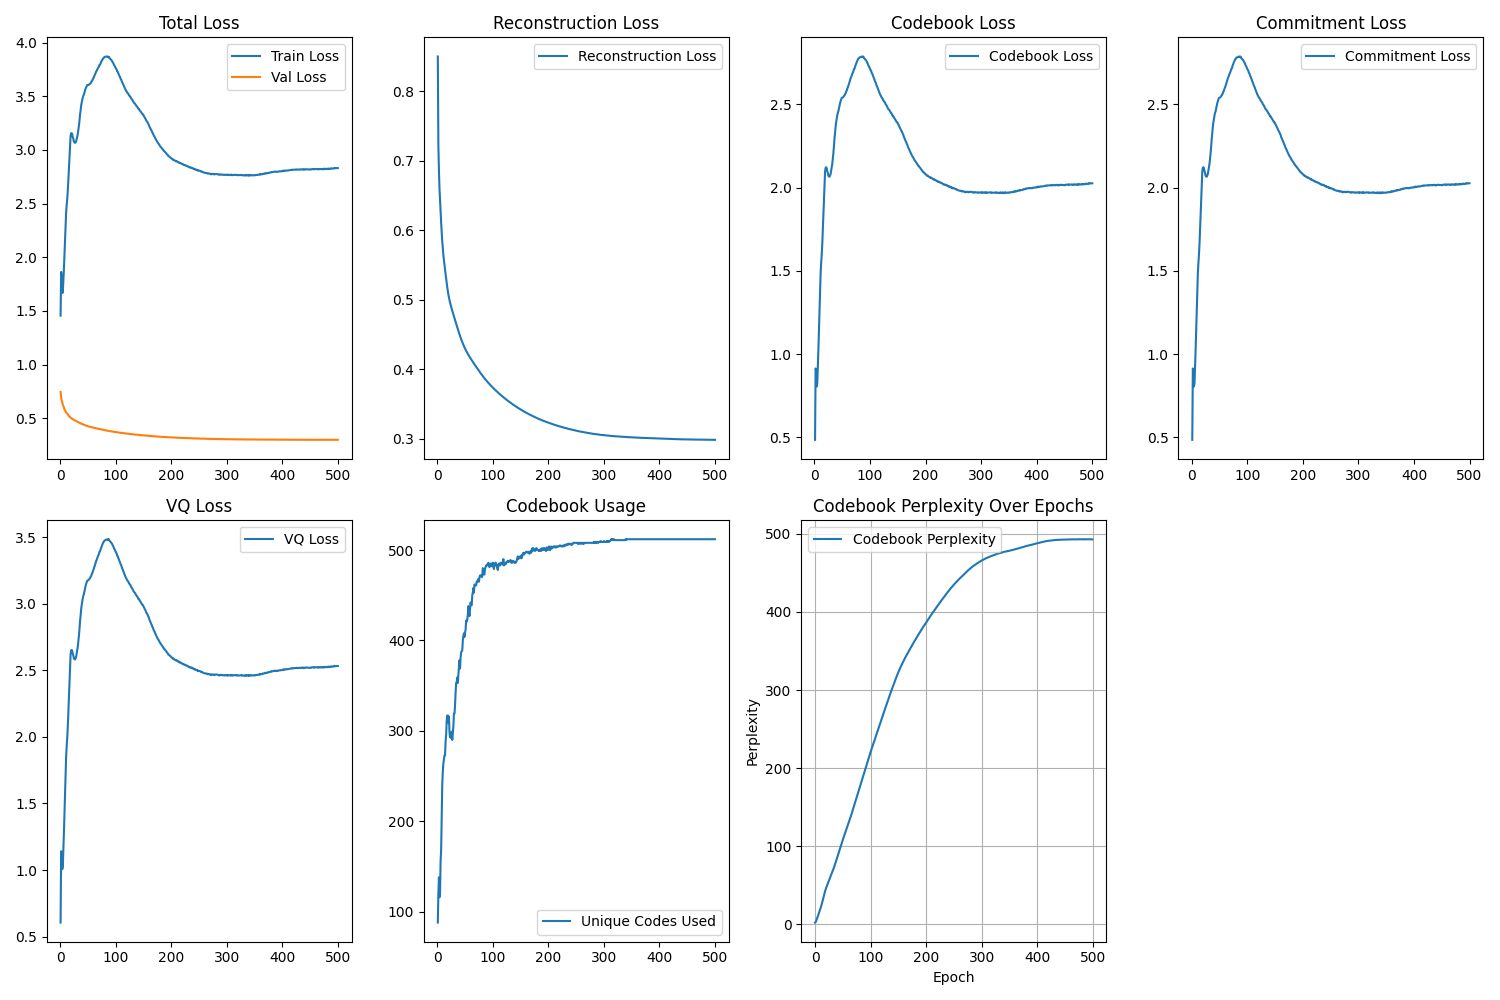 Total Loss
4.0
3.5
3.0
2.5
2.0
1.5
1.0
0.5
Train Loss
Val Loss
0 100 200 300 400 500
Reconstruction Loss
0.8
0.7
0.6
0.5
0.4
0.3
Reconstruction Loss
0 100 200 300 400 500
Codebook Loss
2.5
2.0
1.5
1.0
0.5
Codebook Loss
0 100 200 300 400 500
Commitment Loss
2.5
2.0
1.5
1.0
0.5
Commitment Loss
0 100 200 300 400 500
VQ Loss
3.5
3.0
2.5
2.0
1.5
1.0
0.5
VQ Loss
0 100 200 300 400 500
Codebook Usage
500
400
300
200
100
Unique Codes Used
0 100 200 300 400 500
Codebook Perplexity Over Epochs
Perplexity
500
400
300
200
100
0
Codebook Perplexity
0 100 200 300 400 500
Epoch